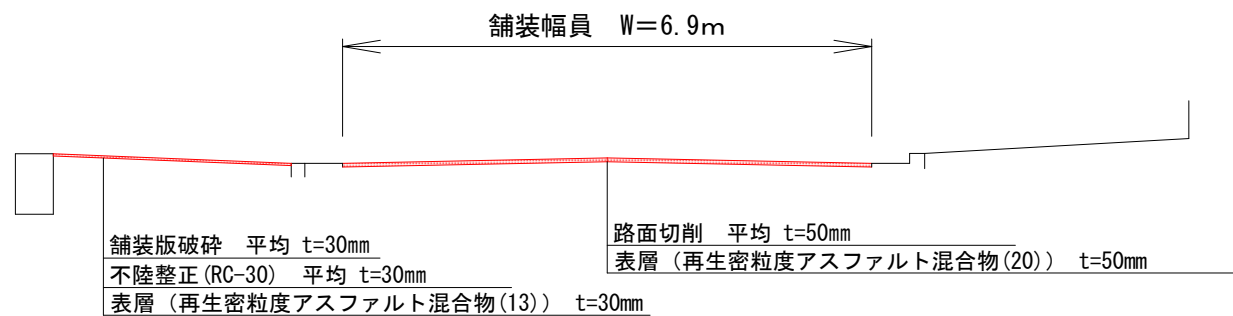 舗装幅員　W＝6.9m
舗装版破砕　平均 t=30mm
不陸整正(RC-30)　平均 t=30mm
表層（再生密粒度アスファルト混合物(13)）　t=30mm
路面切削　平均 t=50mm
表層（再生密粒度アスファルト混合物(20)）　t=50mm